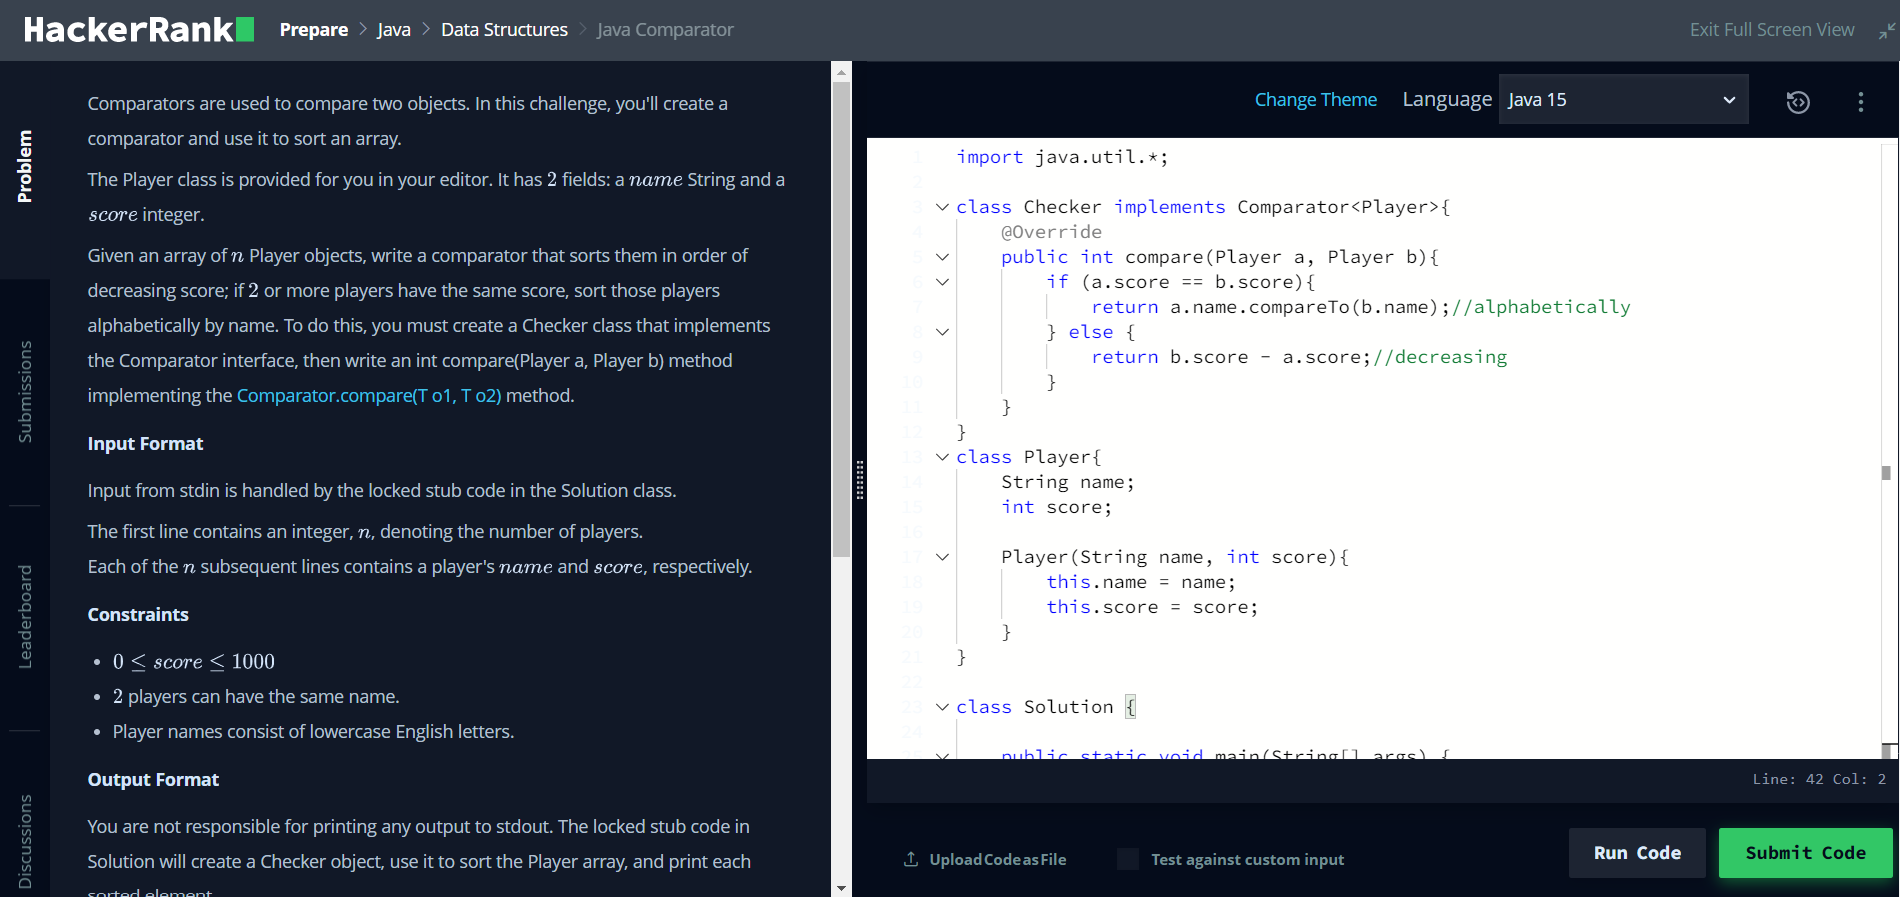 HackerRank
Prepare > Java > Data Structures > Java Comparator
Exit Full Screen View
Problem
Submissions
Leaderboard
Discussions
Comparators are used to compare two objects. In this challenge, you'll create a
comparator and use it to sort an array.
The Player class is provided for you in your editor. It has 2 fields: a name String and a
score integer.
Given an array of n Player objects, write a comparator that sorts them in order of
decreasing score; if 2 or more players have the same score, sort those players
alphabetically by name. To do this, you must create a Checker class that implements
the Comparator interface, then write an int compare(Player a, Player b) method
implementing the Comparator.compare(T o1, T o2) method.
Input Format
Input from stdin is handled by the locked stub code in the Solution class.
The first line contains an integer, n, denoting the number of players.
Each of the n subsequent lines contains a player's name and score, respectively.
Constraints
• 0 ≤ score ≤ 1000
• 2 players can have the same name.
• Player names consist of lowercase English letters.
Output Format
You are not responsible for printing any output to stdout. The locked stub code in
Solution will create a Checker object, use it to sort the Player array, and print each
sorted element.
Change Theme Language Java 15
1 import java.util.*;
2
3 class Checker implements Comparator<Player>{
4 @Override
5 public int compare(Player a, Player b){
6 if (a.score == b.score){
7 return a.name.compareTo(b.name);//alphabetically
8 } else {
9 return b.score - a.score;//decreasing
10 }
11 }
12 }
13 class Player{
14 String name;
15 int score;
16
17 Player(String name, int score){
18 this.name = name;
19 this.score = score;
20 }
21 }
22
23 class Solution {
24
25 public static void main(String[] args) {
Line: 42 Col: 2
Upload Code as File
Test against custom input
Run Code
Submit Code